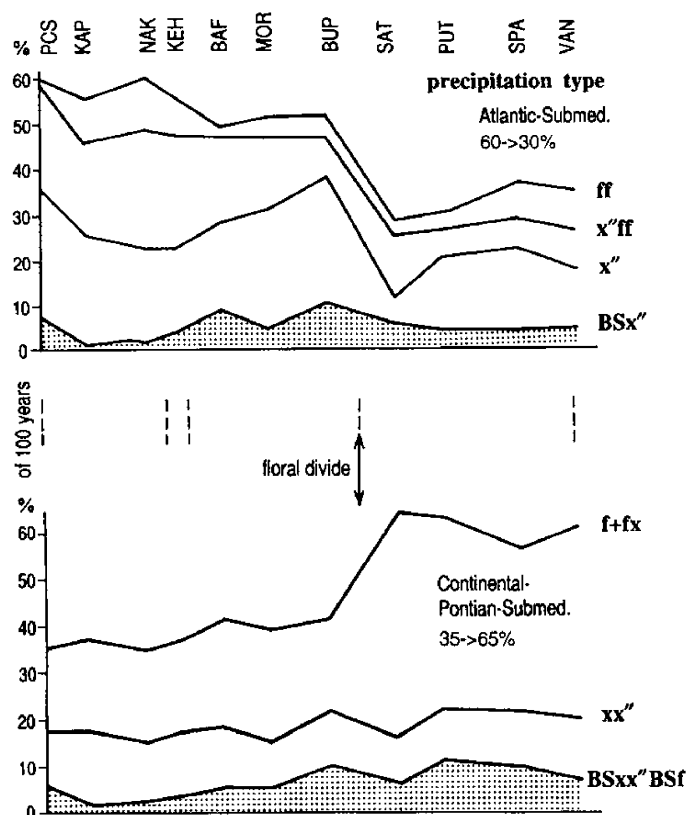 %
PCS KAP NAK KEH BAF MOR BUP SAT PUT SPA VAN
60
50
40
30
20
10
0
precipitation type
Atlantic-Submed.
60->30%
ff
x″ff
x″
BSx″
of 100 years
floral divide
%
60
50
40
30
20
10
0
f+fx
Continental-
Pontian-Submed.
35->65%
xx″
BSxx″BSf